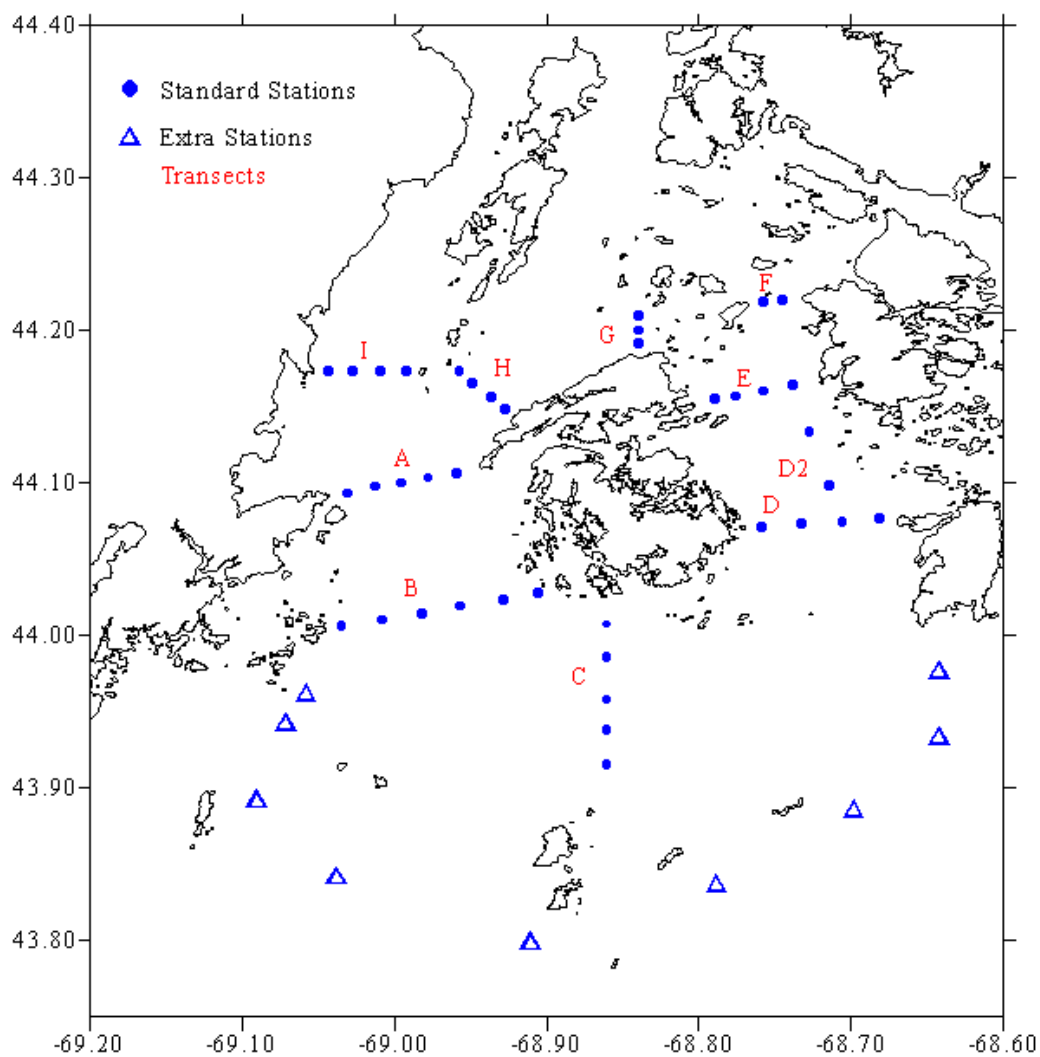 44.40
Standard Stations
Extra Stations
Transects
44.30
F
44.20
G
I
H
E
A
D2
44.10
D
B
44.00
C
43.90
43.80
-69.20
-69.10
-69.00
-68.90
-68.80
-68.70
-68.60